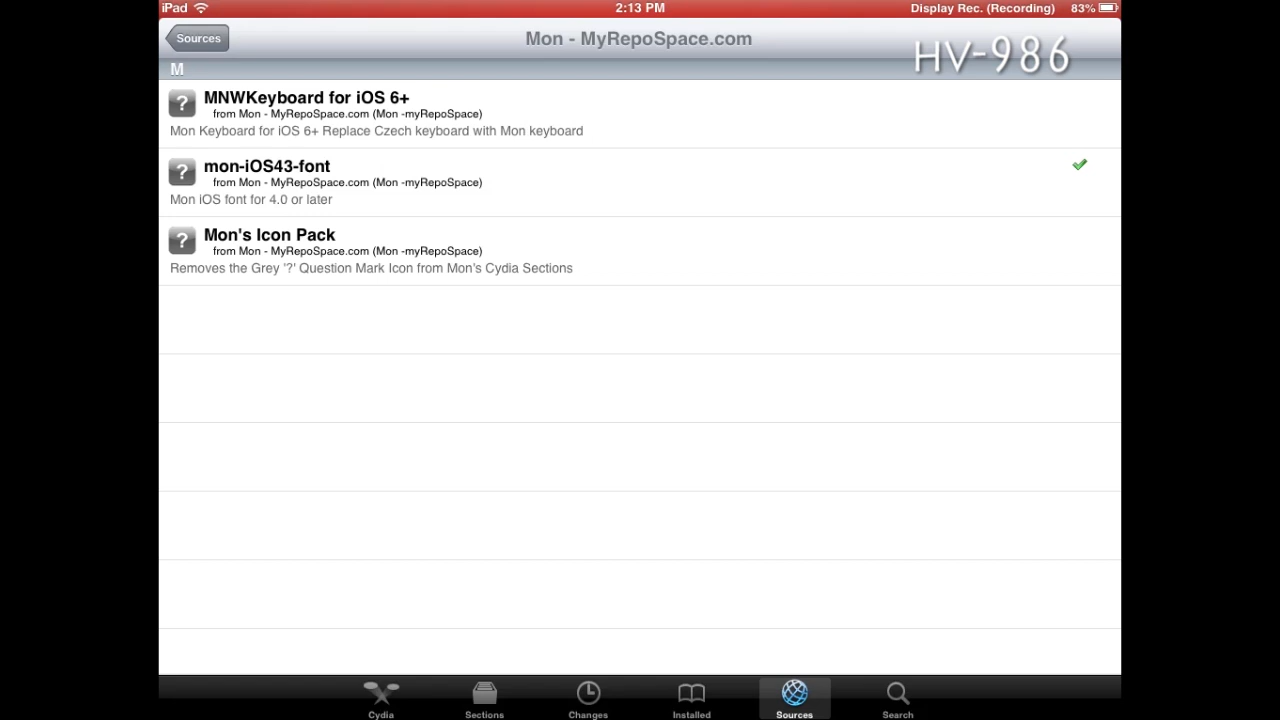 iPad 2:13 PM Display Rec. (Recording) 83%
Sources Mon - MyRepoSpace.com HV-986
M
? MNWKeyboard for iOS 6+
from Mon - MyRepoSpace.com (Mon -myRepoSpace)
Mon Keyboard for iOS 6+ Replace Czech keyboard with Mon keyboard
? mon-iOS43-font
from Mon - MyRepoSpace.com (Mon -myRepoSpace)
Mon iOS font for 4.0 or later
? Mon's Icon Pack
from Mon - MyRepoSpace.com (Mon -myRepoSpace)
Removes the Grey '?' Question Mark Icon from Mon's Cydia Sections
Cydia Sections Changes Installed Sources Search